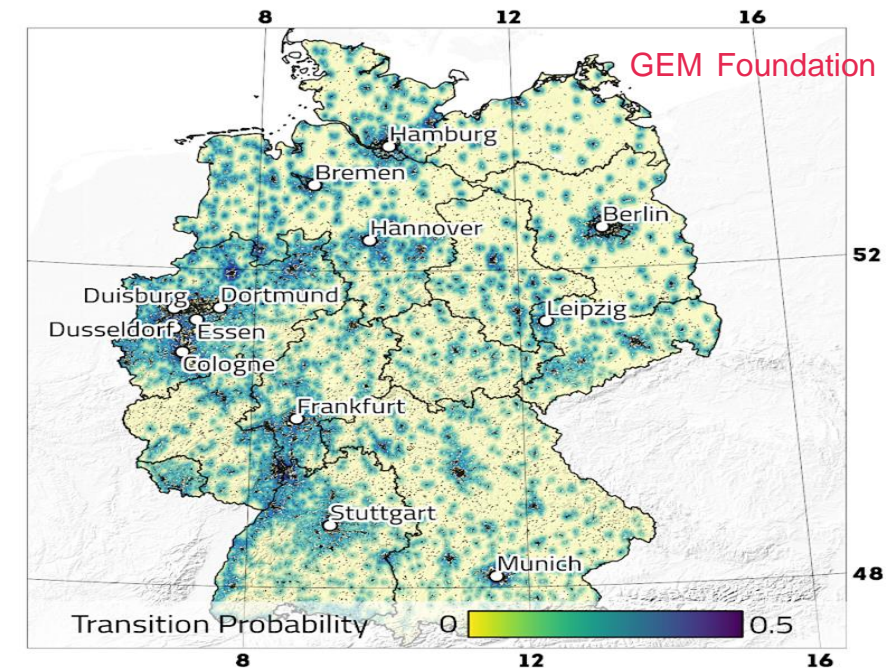 8 12 16
GEM Foundation
Hamburg
Bremen
Berlin
Hannover
52
Duisburg Dortmund
Leipzig
Dusseldorf Essen
Cologne
Frankfurt
Stuttgart
Munich
48
Transition Probability 0 0.5
8 12 16